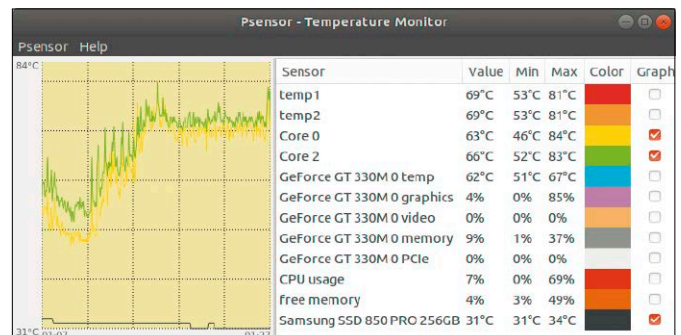 Psensor - Temperature Monitor
Psensor Help
84°C
Sensor Value Min Max Color Graph
temp1 69°C 53°C 81°C
temp2 69°C 53°C 81°C
Core 0 63°C 46°C 84°C
Core 2 66°C 52°C 83°C
GeForce GT 330M 0 temp 62°C 51°C 67°C
GeForce GT 330M 0 graphics 4% 0% 85%
GeForce GT 330M 0 video 0% 0% 0%
GeForce GT 330M 0 memory 9% 1% 37%
GeForce GT 330M 0 PCIe 0% 0% 0%
CPU usage 7% 0% 69%
free memory 4% 3% 49%
Samsung SSD 850 PRO 256GB 31°C 31°C 34°C
31°C